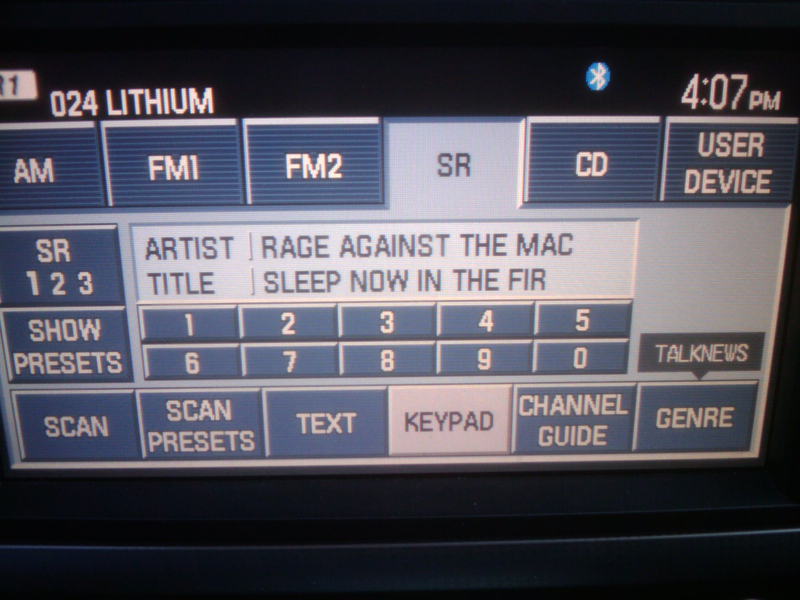 024 LITHIUM
4:07PM
AM
FM1
FM2
SR
CD
USER
DEVICE
SR
1 2 3
ARTIST RAGE AGAINST THE MAC
TITLE SLEEP NOW IN THE FIR
SHOW
PRESETS
1 2 3 4 5
6 7 8 9 0
TALKNEWS
SCAN
SCAN
PRESETS
TEXT
KEYPAD
CHANNEL
GUIDE
GENRE